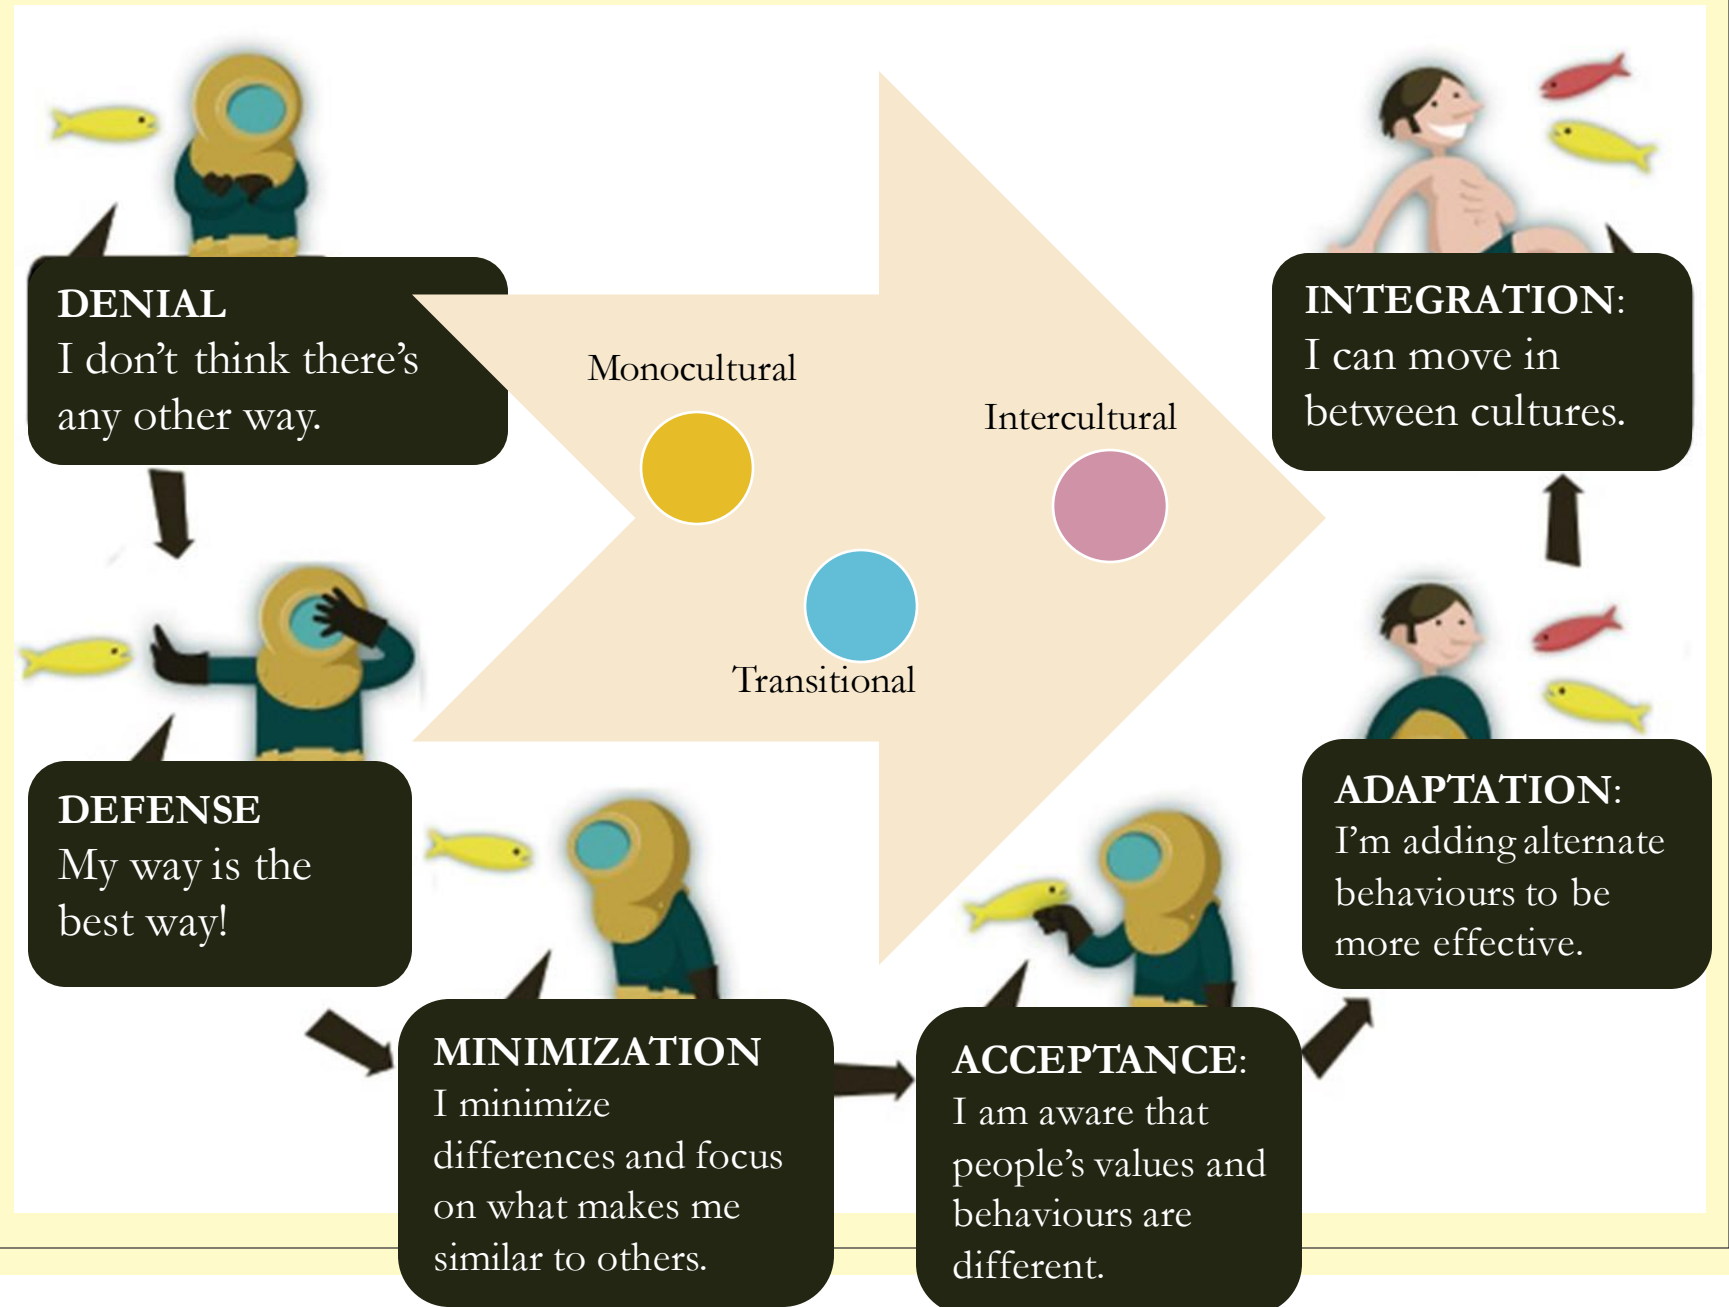 DENIAL
I don't think there's
any other way.
Monocultural
Intercultural
Transitional
INTEGRATION:
I can move in
between cultures.
DEFENSE
My way is the
best way!
MINIMIZATION
I minimize
differences and focus
on what makes me
similar to others.
ACCEPTANCE:
I am aware that
people's values and
behaviours are
different.
ADAPTATION:
I'm adding alternate
behaviours to be
more effective.